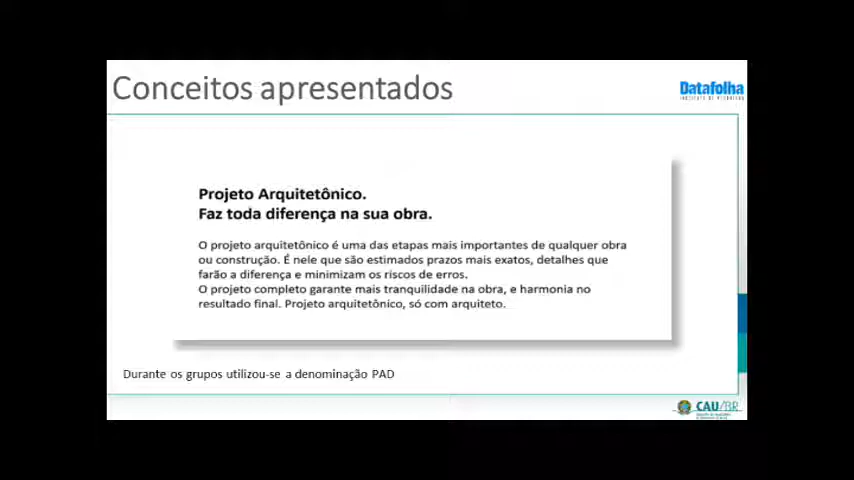 Conceitos apresentados
Datafolha
INSTITUTO DE PESQUISAS
Projeto Arquitetônico.
Faz toda diferença na sua obra.
O projeto arquitetônico é uma das etapas mais importantes de qualquer obra
ou construção. É nele que são estimados prazos mais exatos, detalhes que
farão a diferença e minimizam os riscos de erros.
O projeto completo garante mais tranquilidade na obra, e harmonia no
resultado final. Projeto arquitetônico, só com arquiteto.
Durante os grupos utilizou-se a denominação PAD
CAU/BR